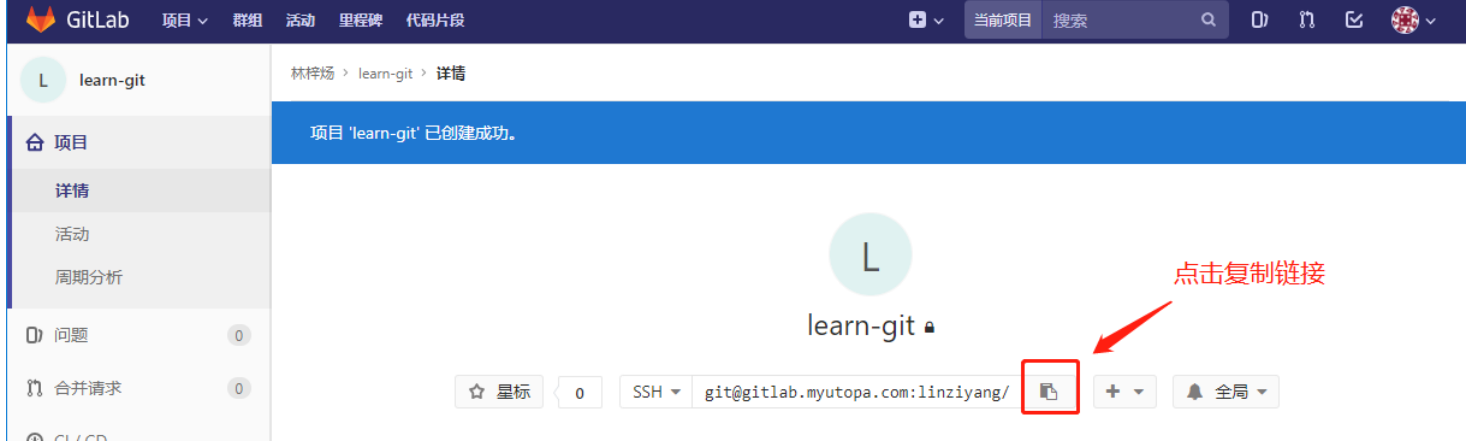 GitLab 项目 群组 活动 里程碑 代码片段 当前项目 搜索
L learn-git
林梓炀 > learn-git > 详情
项目 'learn-git' 已创建成功。
项目
详情
活动
周期分析
问题 0
合并请求 0
CI / CD
L
点击复制链接
learn-git
星标 0 SSH git@gitlab.myutopa.com:linziyang/ 全局